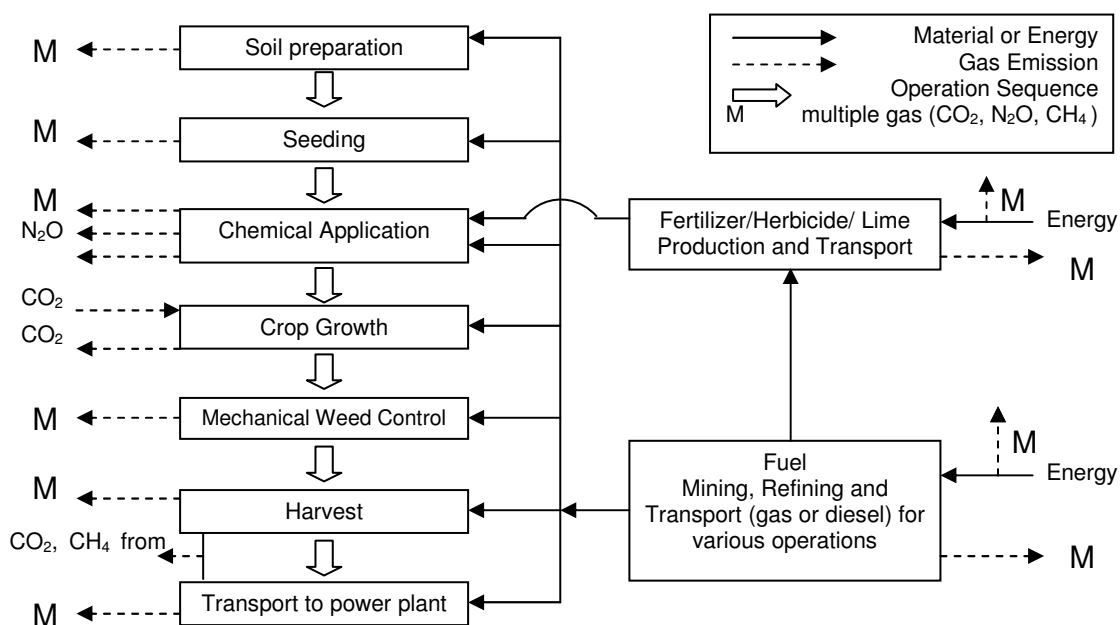 M
Soil preparation
M
Seeding
M
N₂O
Chemical Application
CO₂
CO₂
Crop Growth
M
Mechanical Weed Control
M
Harvest
CO₂, CH₄ from
M
Transport to power plant
Material or Energy
Gas Emission
Operation Sequence
M multiple gas (CO₂, N₂O, CH₄ )
Fertilizer/Herbicide/ Lime
Production and Transport
M
Energy
M
Fuel
Mining, Refining and
Transport (gas or diesel) for
various operations
M
Energy
M